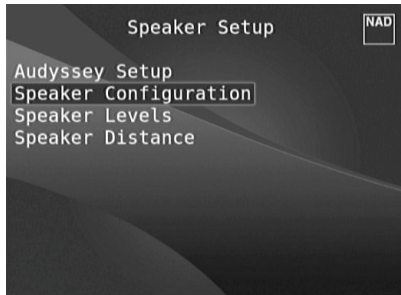 Speaker Setup
NAD
Audyssey Setup
Speaker Configuration
Speaker Levels
Speaker Distance